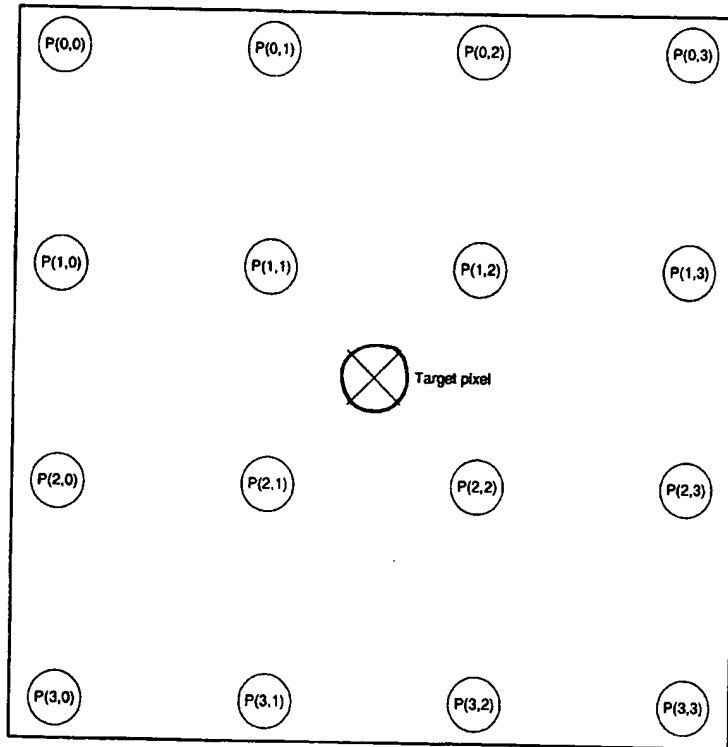 P(0,0) P(0,1) P(0,2) P(0,3)
P(1,0) P(1,1) P(1,2) P(1,3)
Target pixel
P(2,0) P(2,1) P(2,2) P(2,3)
P(3,0) P(3,1) P(3,2) P(3,3)